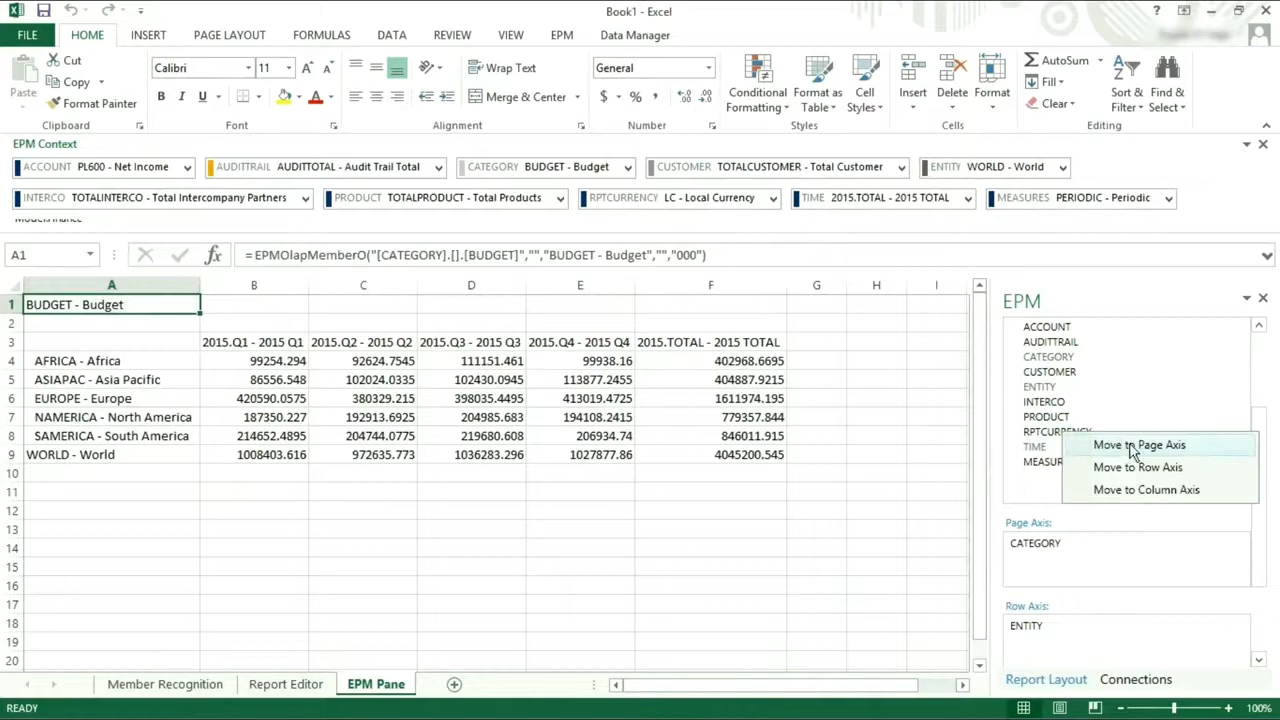 Book1 - Excel
FILE HOME INSERT PAGE LAYOUT FORMULAS DATA REVIEW VIEW EPM Data Manager
Paste
Cut
Copy
Format Painter
Clipboard
Calibri 11
B I U
Font
Wrap Text
Merge & Center
Alignment
General
$ % ,
Number
Conditional Formatting
Format as Table
Cell Styles
Styles
Insert Delete Format
Cells
AutoSum
Fill
Clear
Sort & Filter
Find & Select
Editing
EPM Context
ACCOUNT PL600 - Net Income AUDITTRAIL AUDITTOTAL - Audit Trail Total CATEGORY BUDGET - Budget CUSTOMER TOTALCUSTOMER - Total Customer ENTITY WORLD - World
INTERCO TOTALINTERCO - Total Intercompany Partners PRODUCT TOTALPRODUCT - Total Products RPTCURRENCY LC - Local Currency TIME 2015.TOTAL - 2015 TOTAL MEASURES PERIODIC - Periodic
A1 fx =EPMOlapMemberO("[CATEGORY].[].[BUDGET]","","BUDGET - Budget","","000")
A B C D E F G H I
1 BUDGET - Budget
2
3 2015.Q1 - 2015 Q1 2015.Q2 - 2015 Q2 2015.Q3 - 2015 Q3 2015.Q4 - 2015 Q4 2015.TOTAL - 2015 TOTAL
4 AFRICA - Africa 99254.294 92624.7545 111151.461 99938.16 402968.6695
5 ASIAPAC - Asia Pacific 86556.548 102024.0335 102430.0945 113877.2455 404887.9215
6 EUROPE - Europe 420590.0575 380329.215 398035.4495 413019.4725 1611974.195
7 NAMERICA - North America 187350.227 192913.6925 204985.683 194108.2415 779357.844
8 SAMERICA - South America 214652.4895 204744.0775 219680.608 206934.74 846011.915
9 WORLD - World 1008403.616 972635.773 1036283.296 1027877.86 4045200.545
10
11
12
13
14
15
16
17
18
19
20
EPM
ACCOUNT
AUDITTRAIL
CATEGORY
CUSTOMER
ENTITY
INTERCO
PRODUCT
RPTCURRENCY
TIME
MEASUR
Move to Page Axis
Move to Row Axis
Move to Column Axis
Page Axis:
CATEGORY
Row Axis:
ENTITY
Report Layout Connections
Member Recognition Report Editor EPM Pane
READY 100%